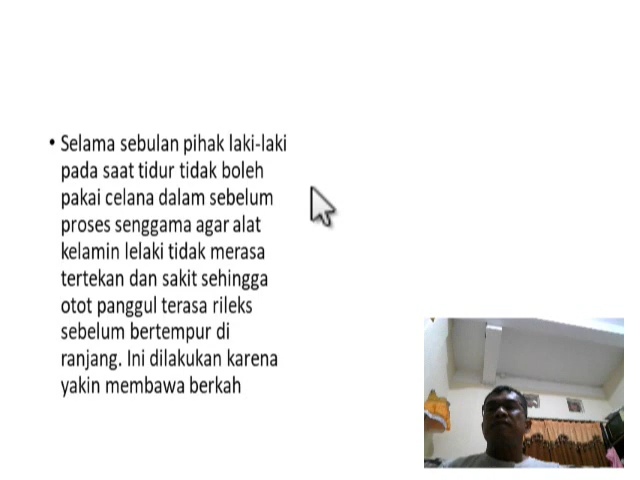 • Selama sebulan pihak laki-laki
pada saat tidur tidak boleh
pakai celana dalam sebelum
proses senggama agar alat
kelamin lelaki tidak merasa
tertekan dan sakit sehingga
otot panggul terasa rileks
sebelum bertempur di
ranjang. Ini dilakukan karena
yakin membawa berkah